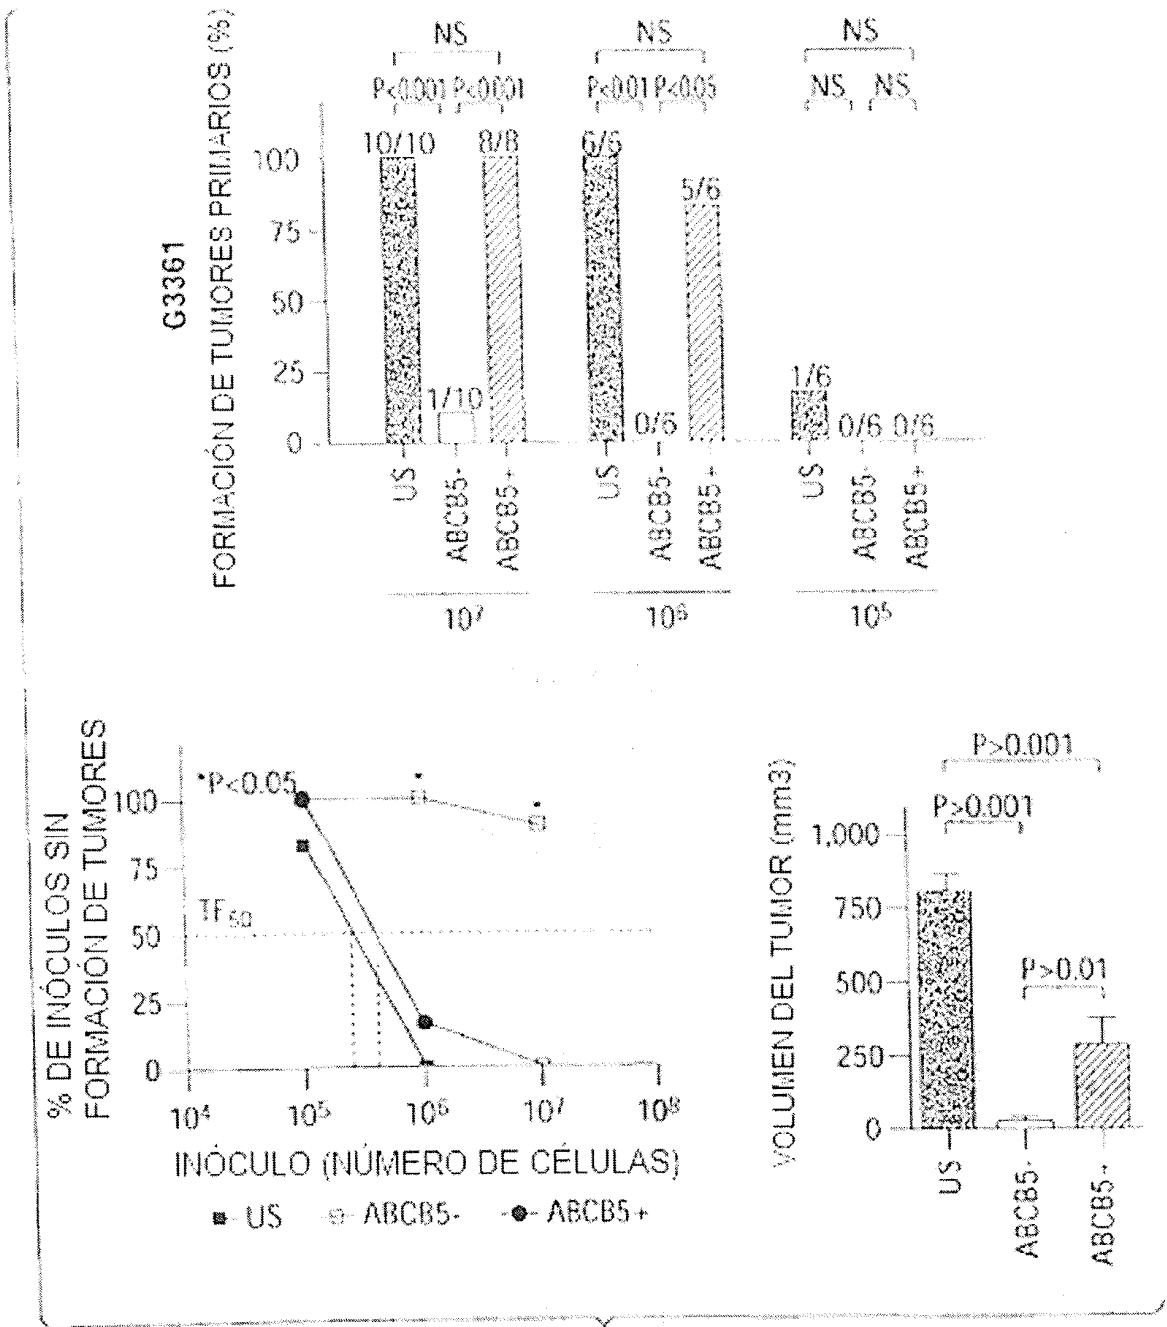 G3361
FORMACIÓN DE TUMORES PRIMARIOS (%)
NS NS NS
P<0.001 P<0.001 P<0.01 P<0.05 NS NS
10/10 8/8 6/6 5/6
1/10 0/6 1/6 0/6 0/6
100
75
50
25
0
US ABCB5- ABCB5+ US ABCB5- ABCB5+ US ABCB5- ABCB5+
10⁷ 10⁶ 10⁵
% DE INÓCULOS SIN
FORMACIÓN DE TUMORES
*P<0.05
100
75
TF₅₀
50
25
0
10⁴ 10⁵ 10⁶ 10⁷ 10⁸
INÓCULO (NÚMERO DE CÉLULAS)
US ABCB5- ABCB5+
VOLUMEN DEL TUMOR (mm3)
P>0.001
P>0.001
P>0.01
1,000
750
500
250
0
US ABCB5- ABCB5+